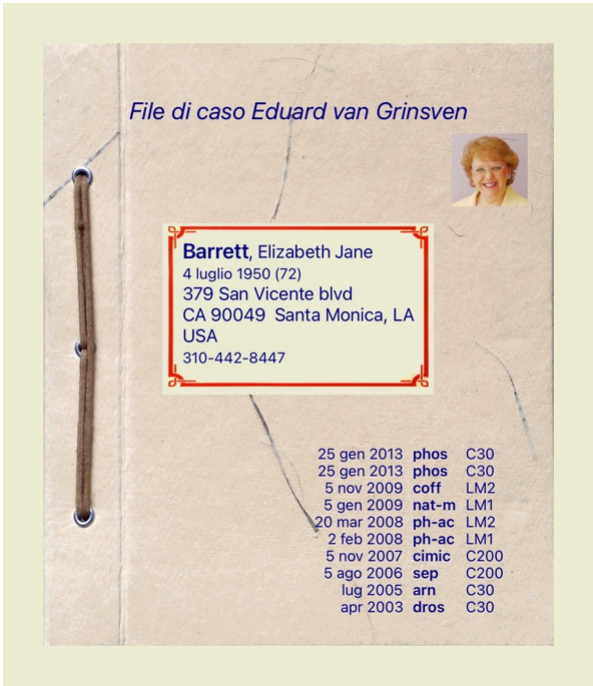 File di caso Eduard van Grinsven
Barrett, Elizabeth Jane
4 luglio 1950 (72)
379 San Vicente blvd
CA 90049 Santa Monica, LA
USA
310-442-8447
25 gen 2013 phos C30
25 gen 2013 phos C30
5 nov 2009 coff LM2
5 gen 2009 nat-m LM1
20 mar 2008 ph-ac LM2
2 feb 2008 ph-ac LM1
5 nov 2007 cimic C200
5 ago 2006 sep C200
lug 2005 arn C30
apr 2003 dros C30